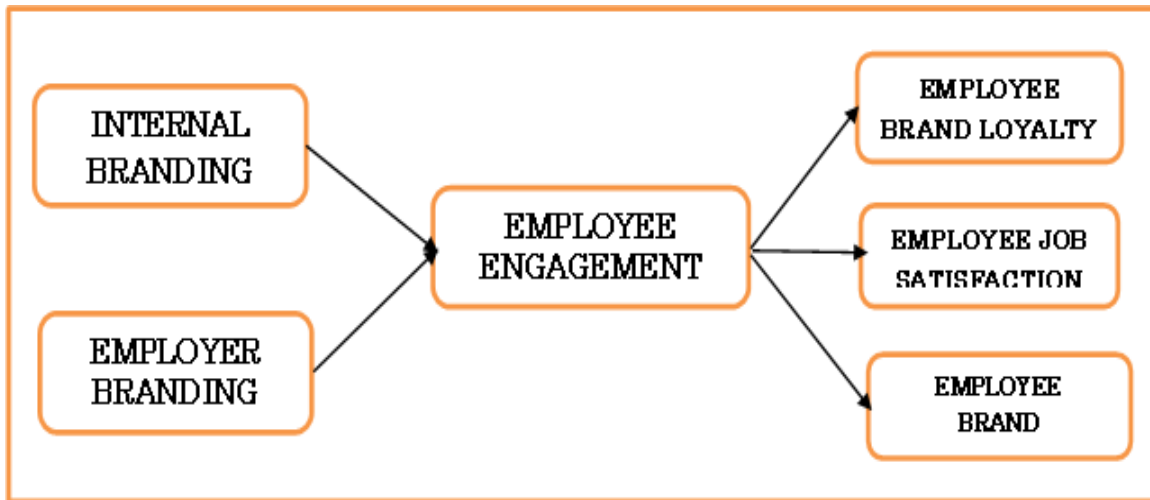 INTERNAL
BRANDING
EMPLOYER
BRANDING
EMPLOYEE
ENGAGEMENT
EMPLOYEE
BRAND LOYALTY
EMPLOYEE JOB
SATISFACTION
EMPLOYEE
BRAND